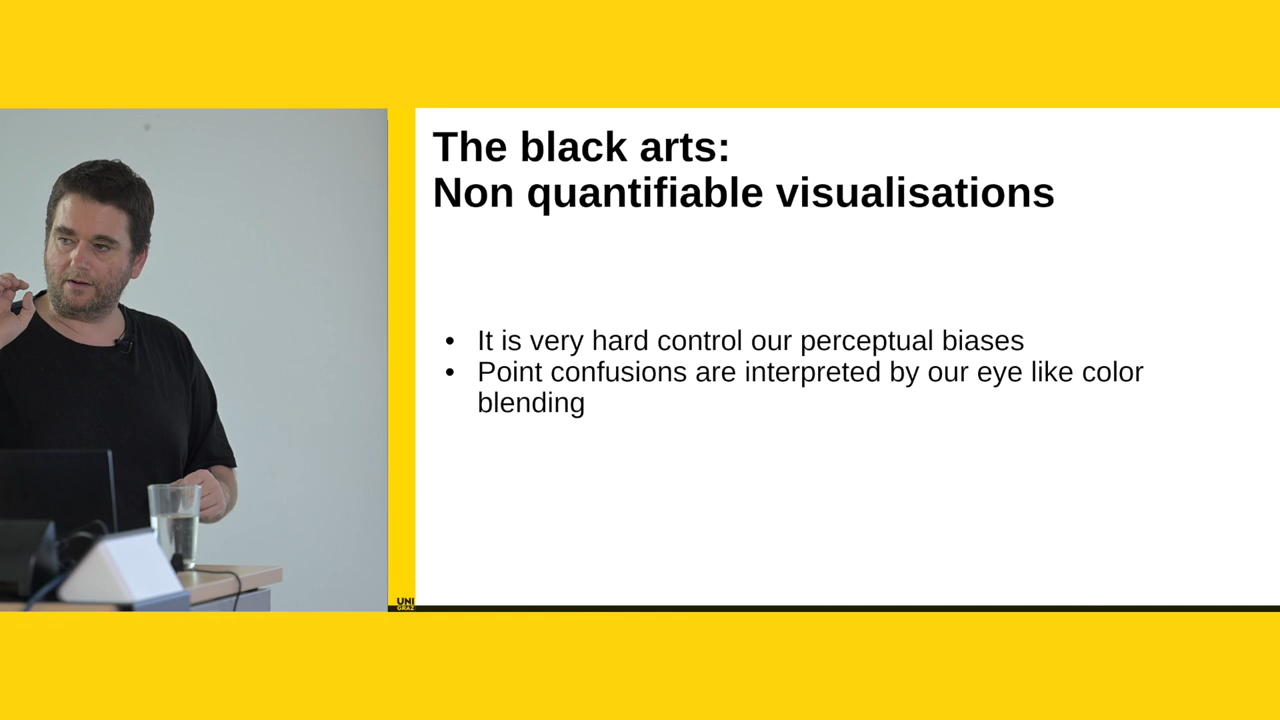 The black arts:
Non quantifiable visualisations
• It is very hard control our perceptual biases
• Point confusions are interpreted by our eye like color
blending
UNI
GRAZ